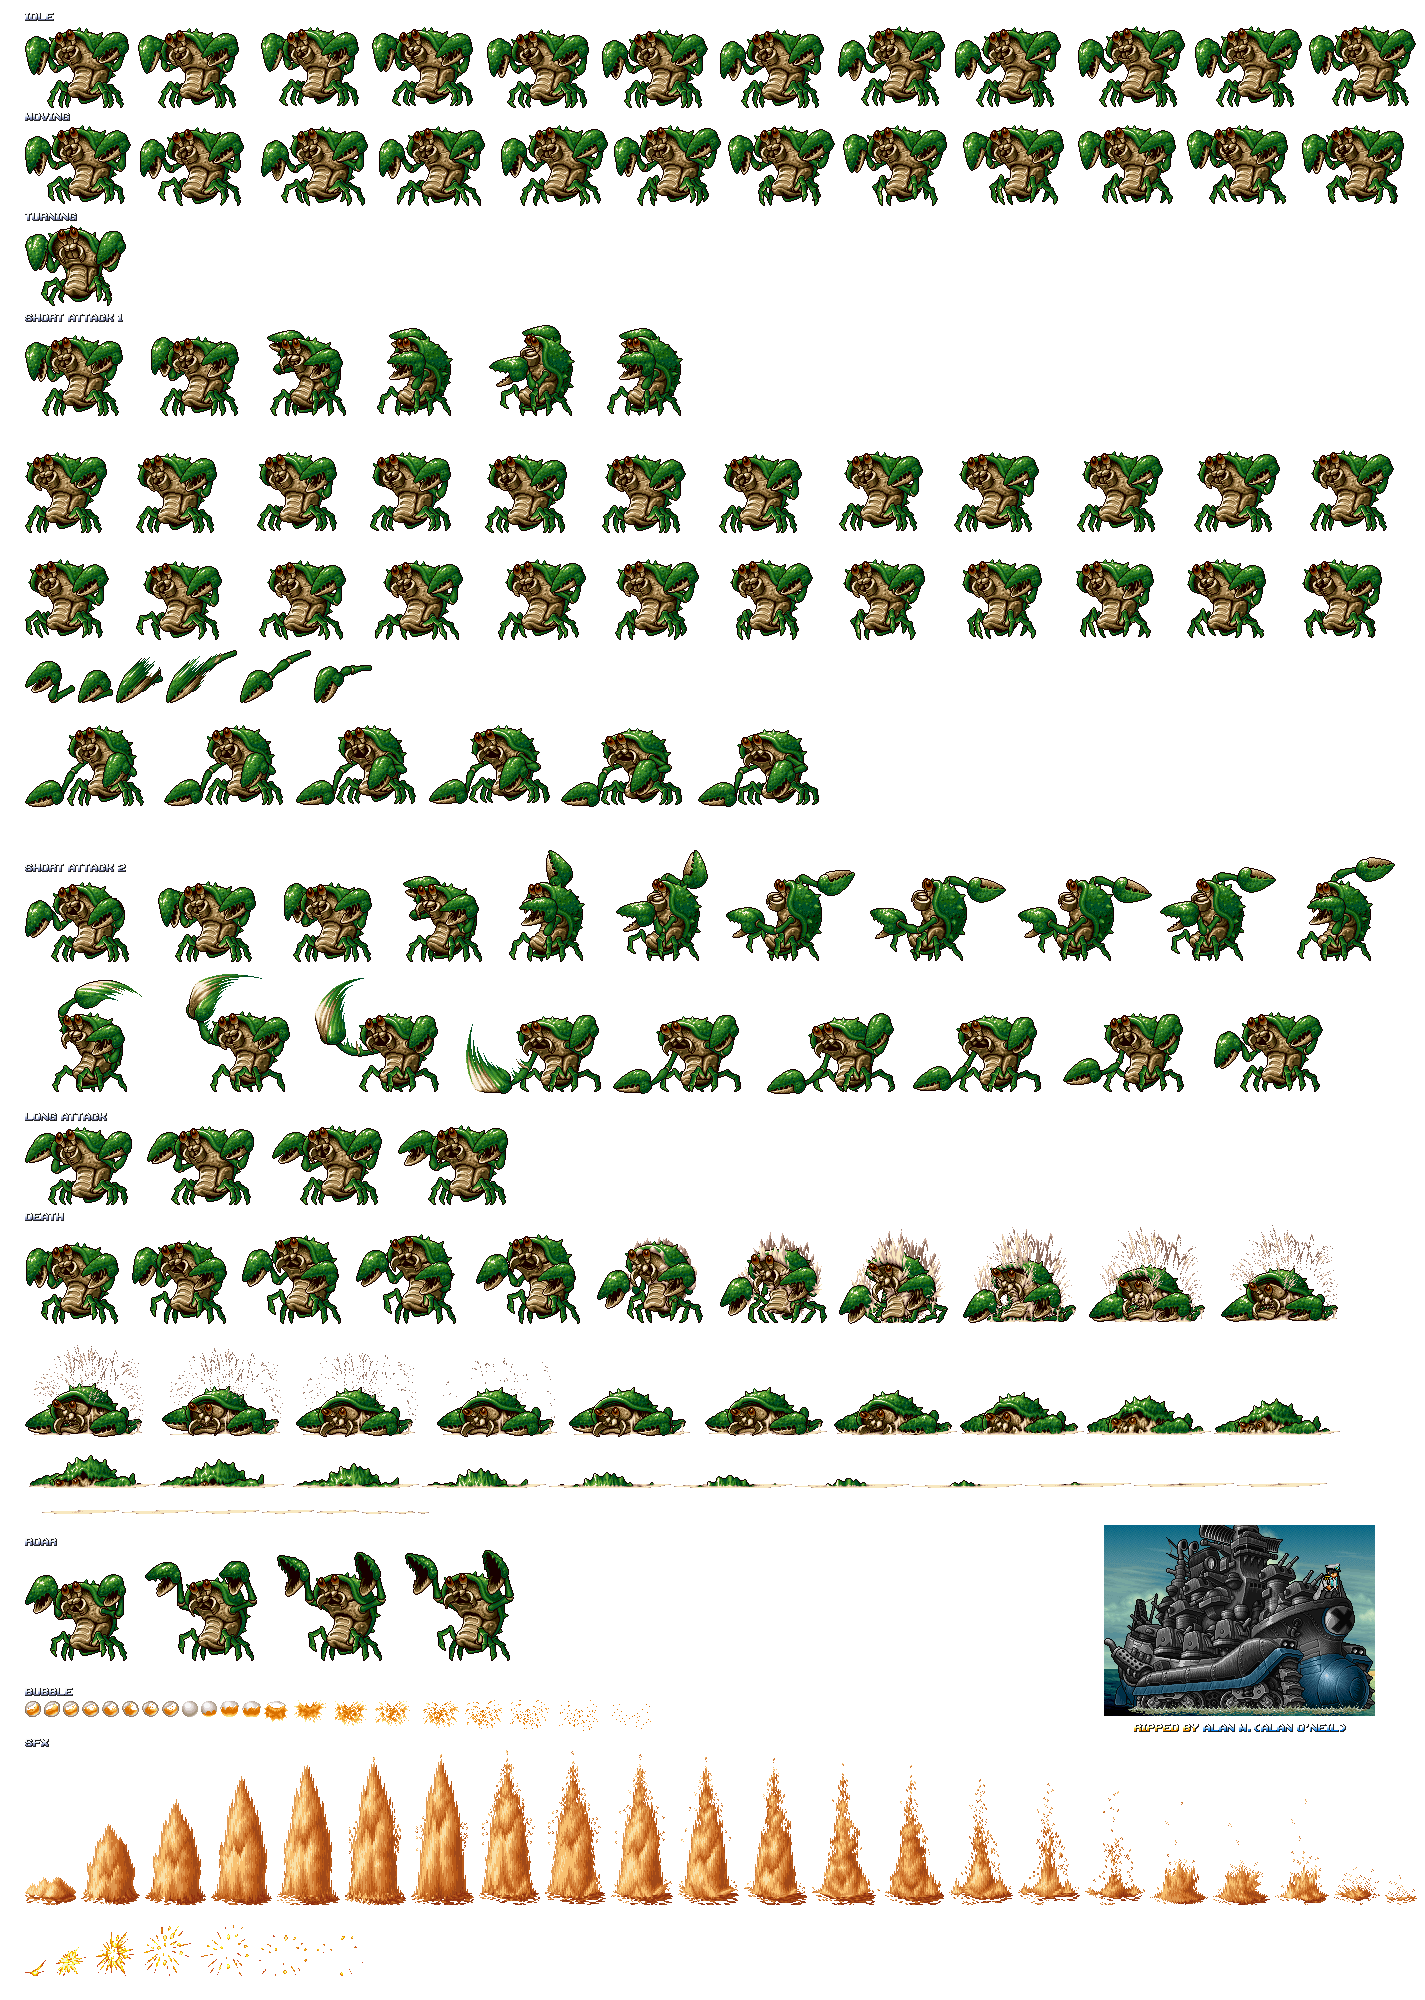 IDLE
MOVING
TURNING
SHORT ATTACK 1
SHORT ATTACK 2
LONG ATTACK
DEATH
ROAR
BUBBLE
SFX
RIPPED BY ALAN M.(ALAN O'NEIL)